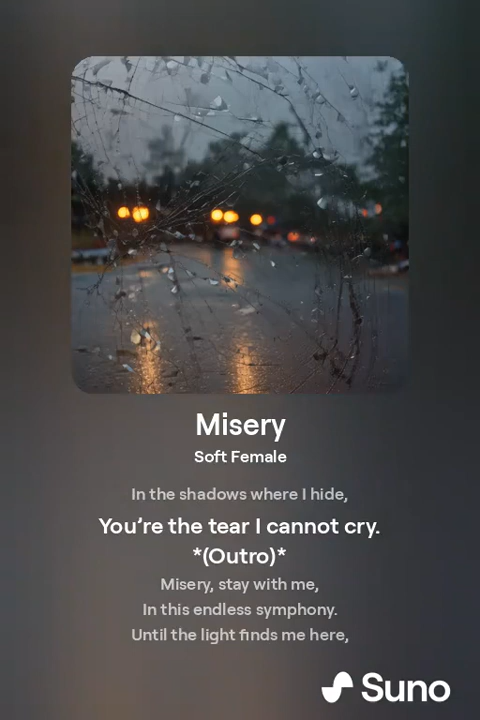 Misery
Soft Female
In the shadows where I hide,
You're the tear I cannot cry.
*(Outro)*
Misery, stay with me,
In this endless symphony.
Until the light finds me here,
Suno